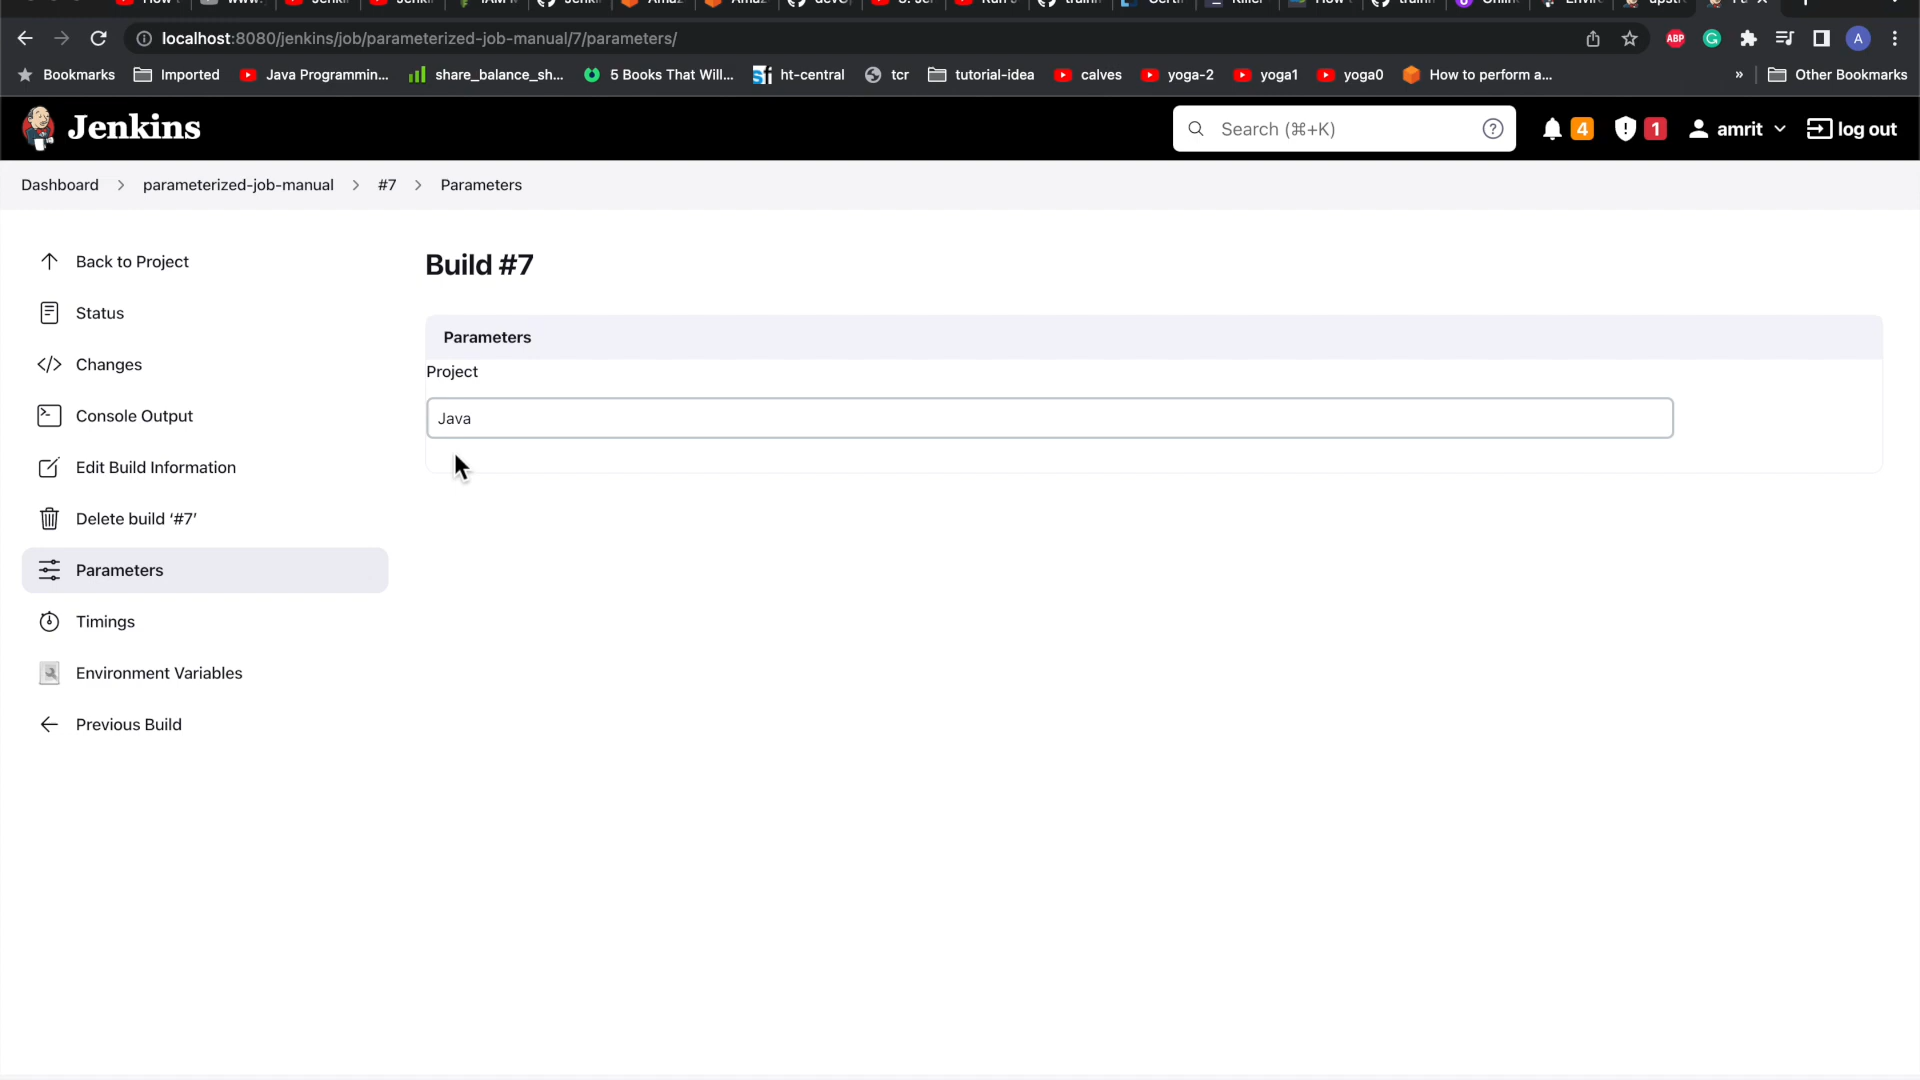 localhost:8080/jenkins/job/parameterized-job-manual/7/parameters/
ABP
A
Bookmarks Imported Java Programmin... share_balance_sh... 5 Books That Will... ht-central tcr tutorial-idea calves yoga-2 yoga1 yoga0 How to perform a... » Other Bookmarks
Jenkins Search (⌘+K) 4 1 amrit log out
Dashboard > parameterized-job-manual > #7 > Parameters
Back to Project
Status
Changes
Console Output
Edit Build Information
Delete build ‘#7’
Parameters
Timings
Environment Variables
Previous Build
Build #7
Parameters
Project
Java